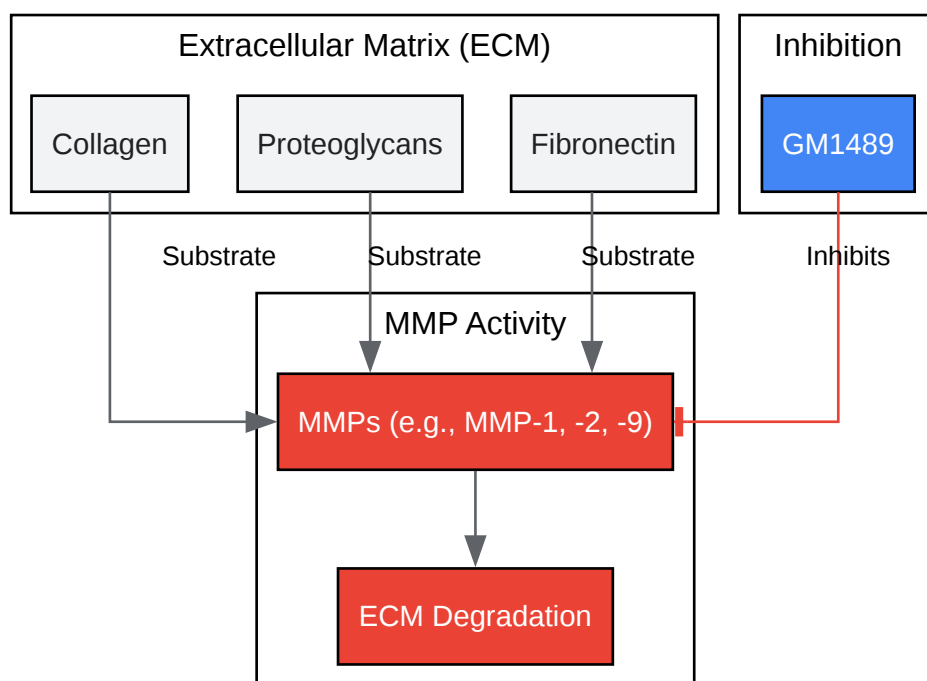 Extracellular Matrix (ECM)
Inhibition
Collagen
Proteoglycans
Fibronectin
GM1489
Substrate
Substrate
Substrate
Inhibits
MMP Activity
MMPs (e.g., MMP-1, -2, -9)
ECM Degradation